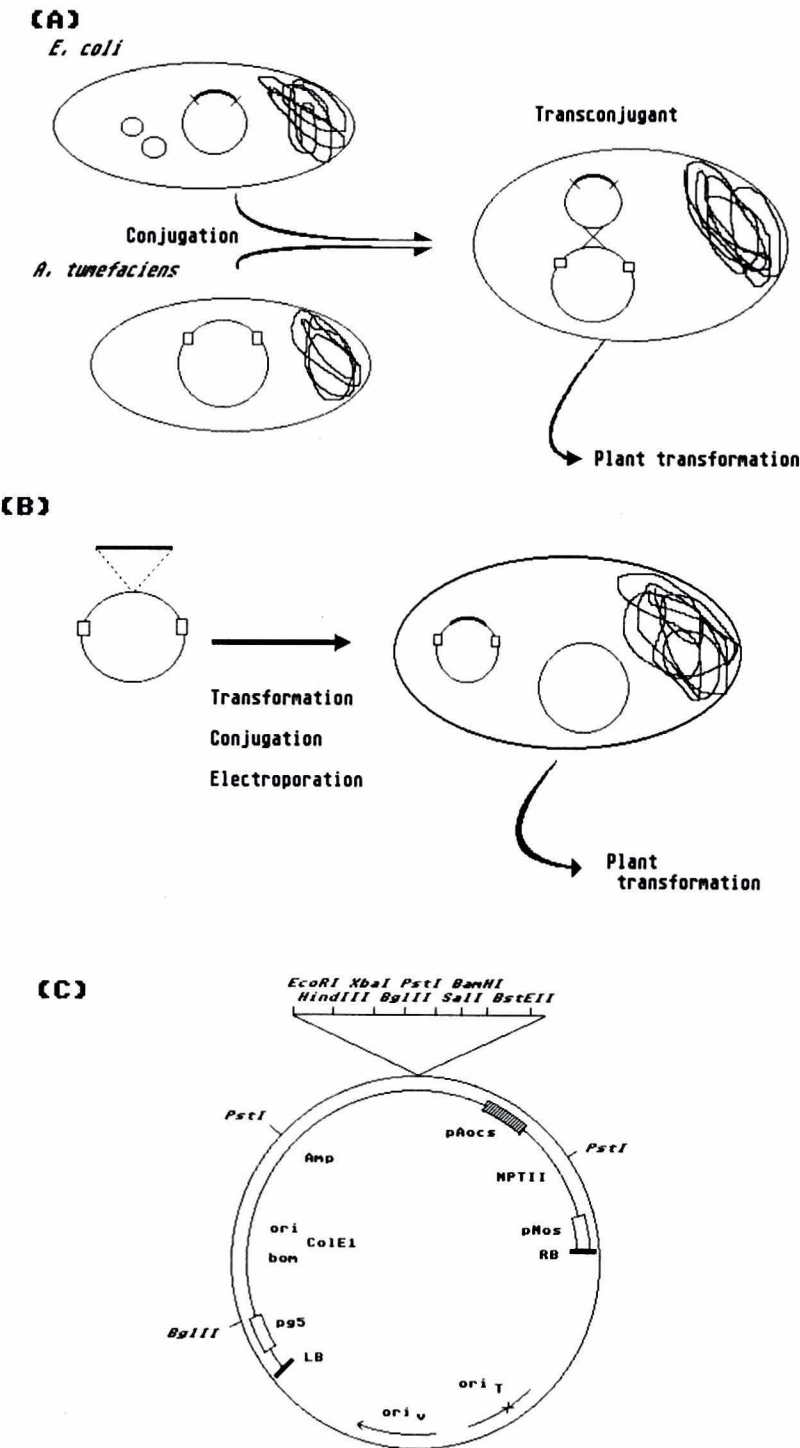 (A)
E. coli
Transconjugant
Conjugation
A. tumefaciens
Plant transformation
(B)
Transformation
Conjugation
Electroporation
Plant
transformation
(C)
EcoRI XbaI PstI BamHI
HindIII BglII SalI BstEII
PstI
pAocs
PstI
Amp
NPTII
ori
ColE1
bom
pNos
RB
BglII
pg5
LB
ori T
ori V